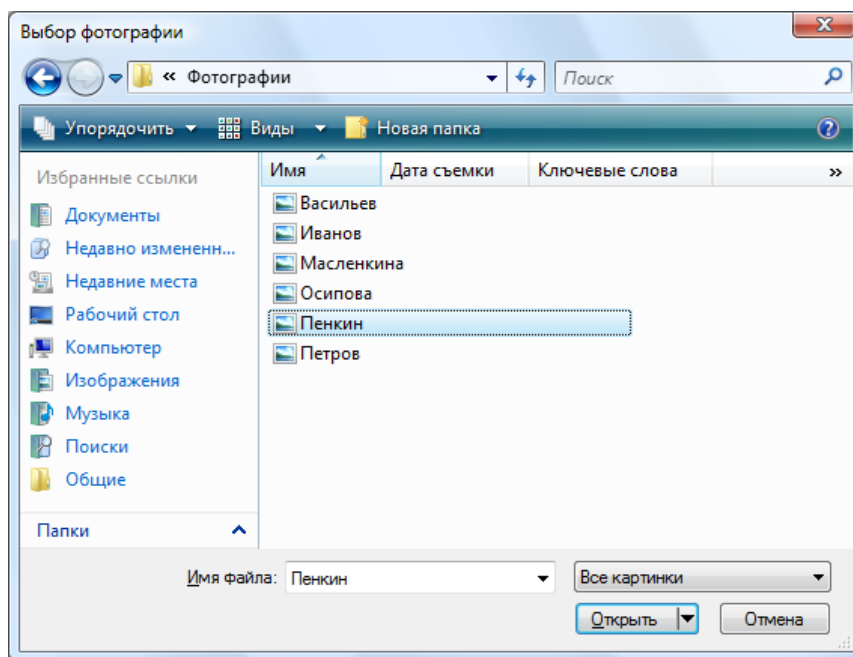 Выбор фотографии
« Фотографии
Поиск
Упорядочить Виды Новая папка
Избранные ссылки
Документы
Недавно измененн...
Недавние места
Рабочий стол
Компьютер
Изображения
Музыка
Поиски
Общие
Папки
Имя Дата съемки Ключевые слова »
Васильев
Иванов
Масленкина
Осипова
Пенкин
Петров
Имя файла: Пенкин Все картинки
Открыть Отмена